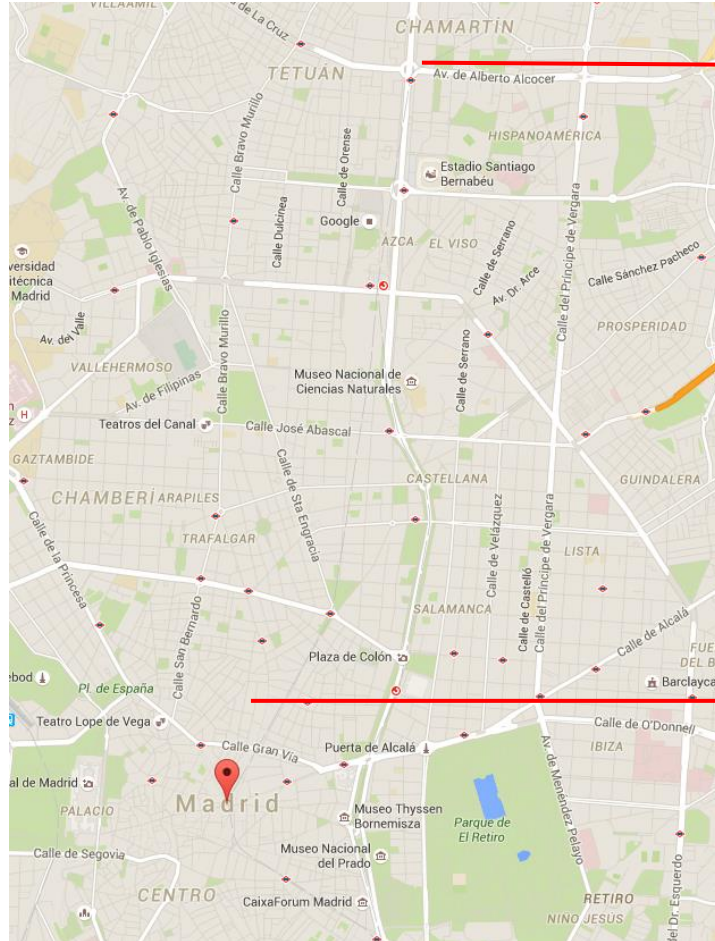 VILLAAMIL
CHAMARTÍN
TETUÁN
Av. de Alberto Alcocer
HISPANOAMÉRICA
Calle Bravo Murillo
Calle de Orense
Estadio Santiago
Bernabéu
Av. de Pablo Iglesias
Calle Dulcinea
Google
AZCA
EL VISO
Calle de Serrano
Calle del Príncipe de Vergara
Av. Dr. Arce
Calle Sánchez Pacheco
Madrid
Av. del Valle
Calle Bravo Murillo
PROSPERIDAD
VALLEHERMOSO
Museo Nacional de
Ciencias Naturales
Calle de Serrano
Av. de Filipinas
H
Teatros del Canal
Calle José Abascal
GAZTAMBIDE
CASTELLANA
GUINDALERA
CHAMBERÍ
ARAPILES
Calle de Sta Engracia
Calle de Velázquez
Calle del Príncipe de Vergara
TRAFALGAR
LISTA
Calle de la Princesa
Calle de Castelló
SALAMANCA
Calle San Bernardo
Calle de Alcalá
Plaza de Colón
Pl. de España
Barclayca
Teatro Lope de Vega
Calle de O'Donnell
Calle Gran Vía
Puerta de Alcalá
IBIZA
al de Madrid
Madrid
Av. de Menéndez Pelayo
PALACIO
Museo Thyssen
Bornemisza
Parque de
El Retiro
Calle de Segovia
Museo Nacional
del Prado
CENTRO
CaixaForum Madrid
RETIRO
NIÑO JESÚS
del Dr. Esquerdo